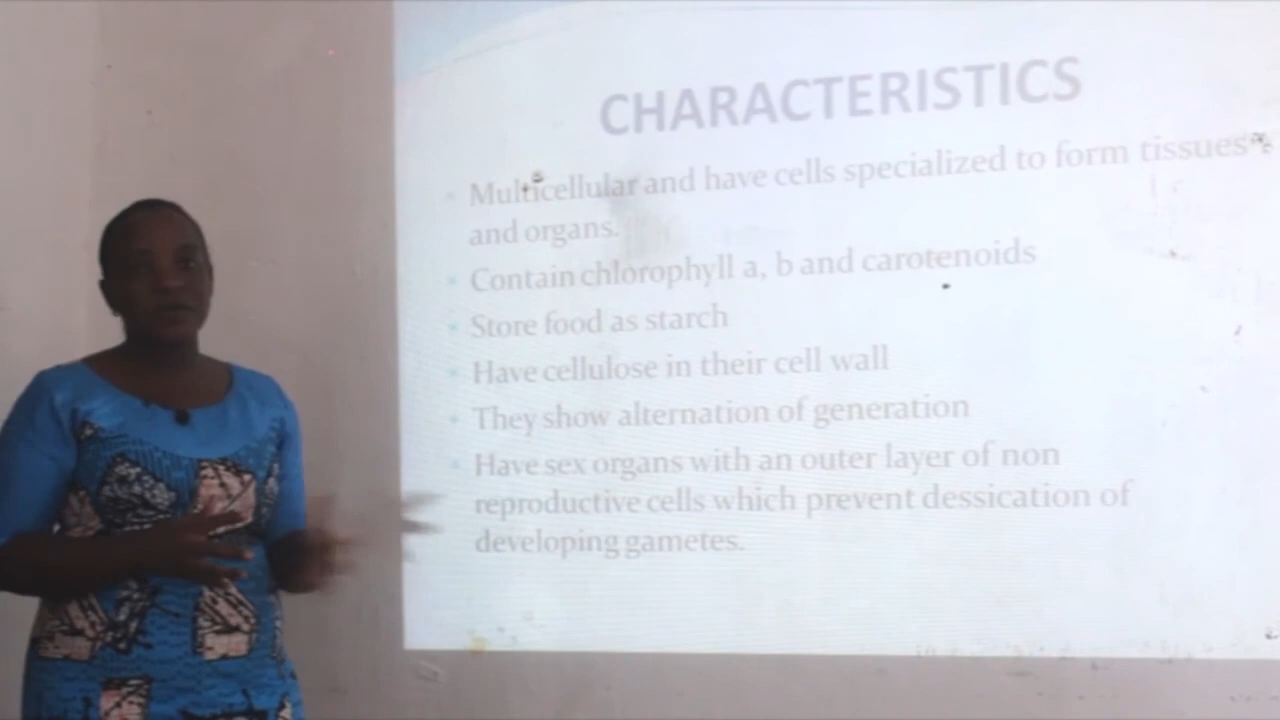 CHARACTERISTICS
Multicellular and have cells specialized to form tissues
and organs.
Contain chlorophyll a, b and carotenoids
Store food as starch
Have cellulose in their cell wall
They show alternation of generation
Have sex organs with an outer layer of non
reproductive cells which prevent dessication of
developing gametes.